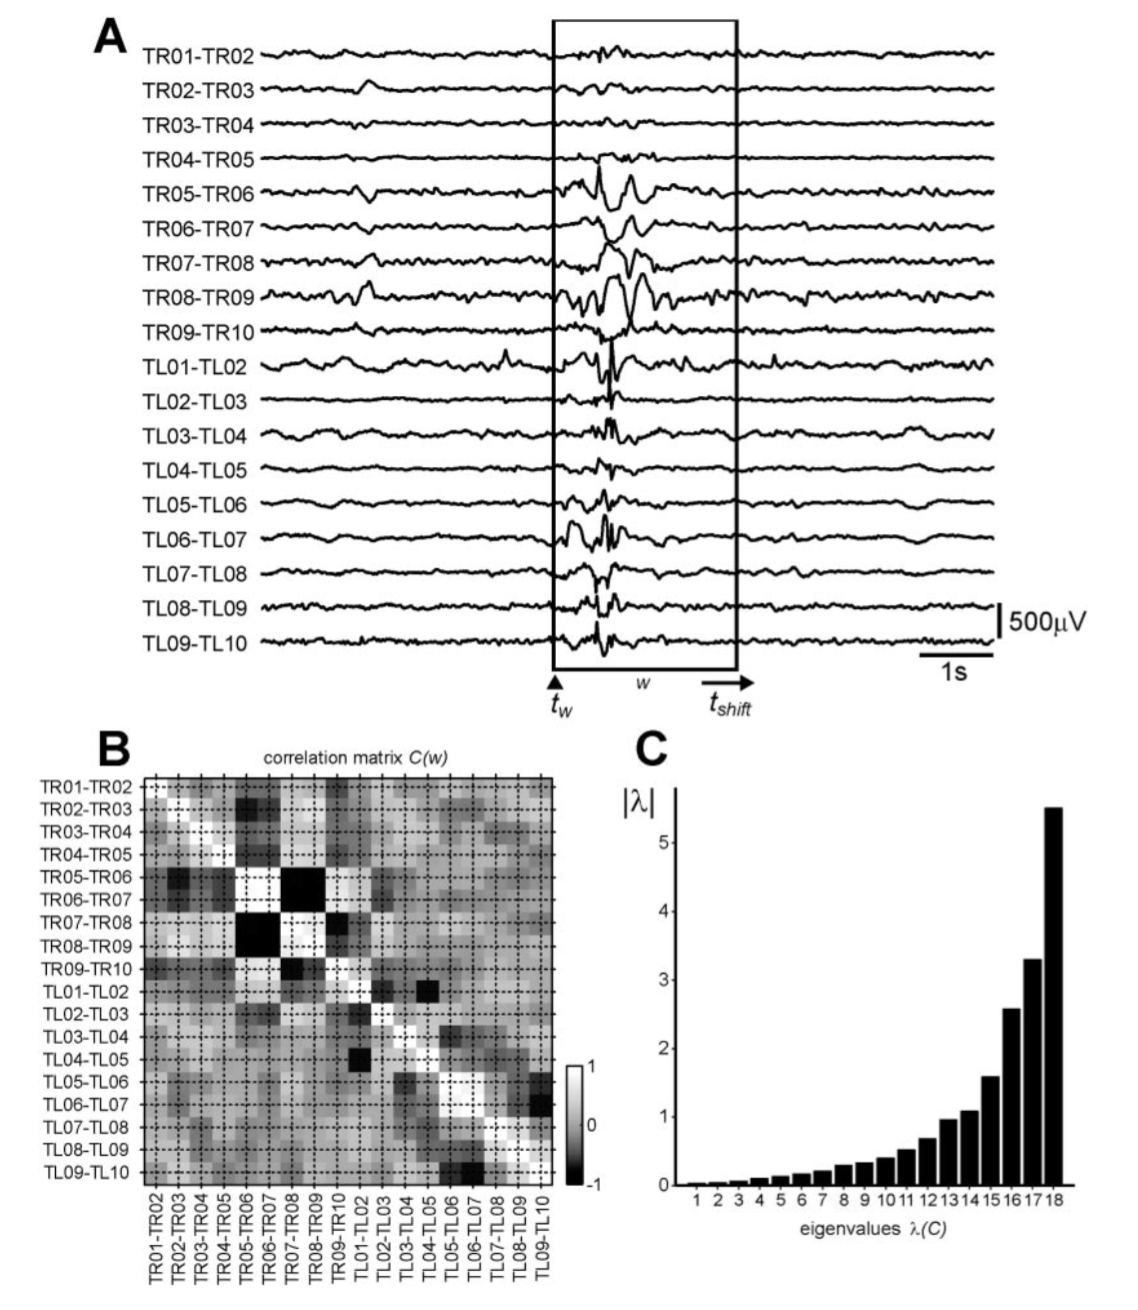 A
TR01-TR02
TR02-TR03
TR03-TR04
TR04-TR05
TR05-TR06
TR06-TR07
TR07-TR08
TR08-TR09
TR09-TR10
TL01-TL02
TL02-TL03
TL03-TL04
TL04-TL05
TL05-TL06
TL06-TL07
TL07-TL08
TL08-TL09
TL09-TL10
500µV
1s
t_w
w
t_shift
B
correlation matrix C(w)
TR01-TR02
TR02-TR03
TR03-TR04
TR04-TR05
TR05-TR06
TR06-TR07
TR07-TR08
TR08-TR09
TR09-TR10
TL01-TL02
TL02-TL03
TL03-TL04
TL04-TL05
TL05-TL06
TL06-TL07
TL07-TL08
TL08-TL09
TL09-TL10
1
0
-1
TR01-TR02
TR02-TR03
TR03-TR04
TR04-TR05
TR05-TR06
TR06-TR07
TR07-TR08
TR08-TR09
TR09-TR10
TL01-TL02
TL02-TL03
TL03-TL04
TL04-TL05
TL05-TL06
TL06-TL07
TL07-TL08
TL08-TL09
TL09-TL10
C
|λ|
5
4
3
2
1
0
1 2 3 4 5 6 7 8 9 10 11 12 13 14 15 16 17 18
eigenvalues λ(C)